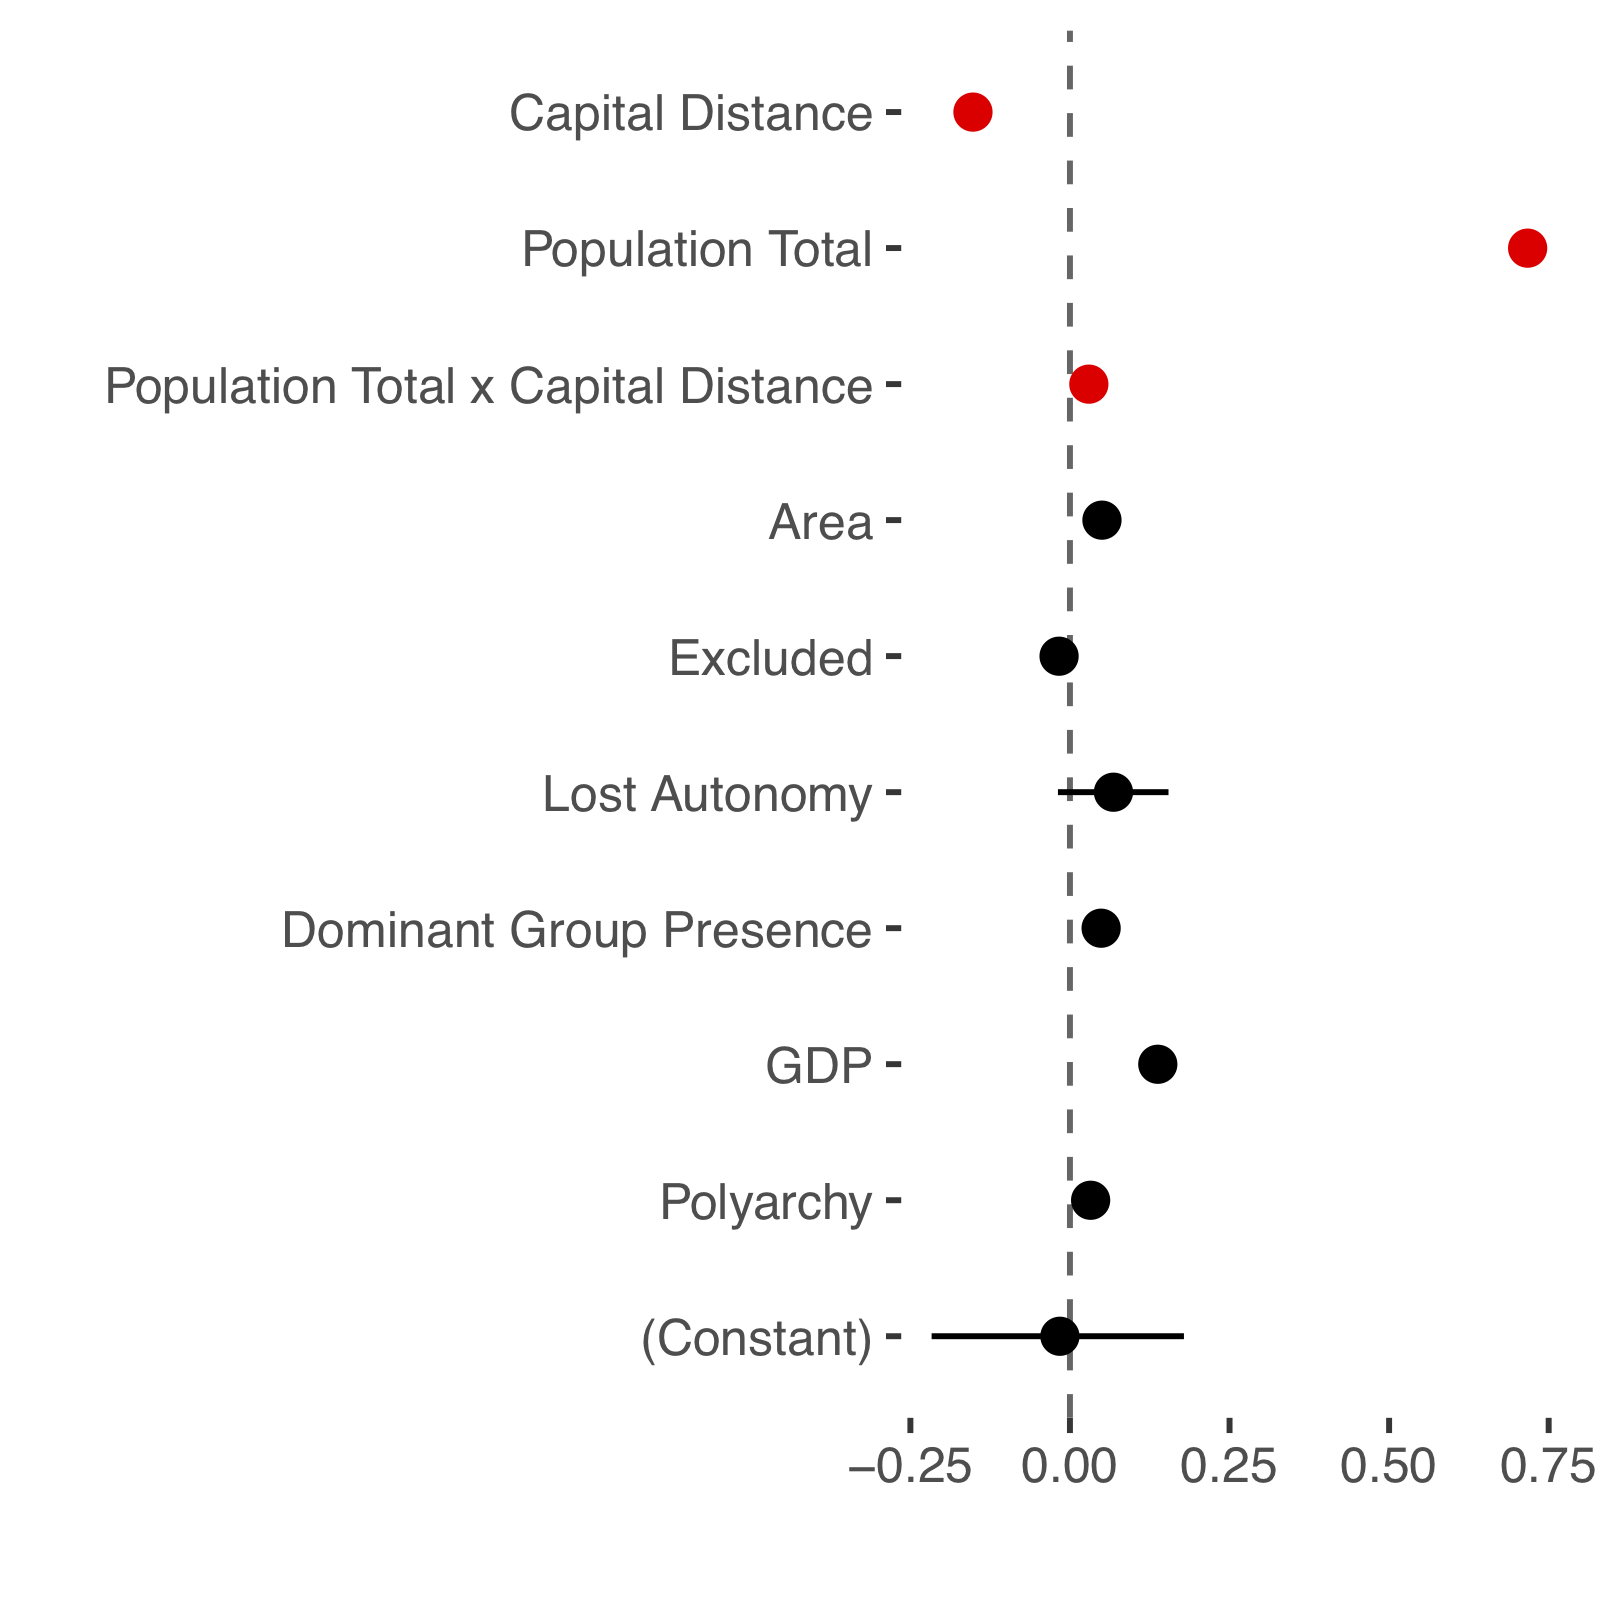 Capital Distance
Population Total
Population Total x Capital Distance
Area
Excluded
Lost Autonomy
Dominant Group Presence
GDP
Polyarchy
(Constant)
−0.25 0.00 0.25 0.50 0.75